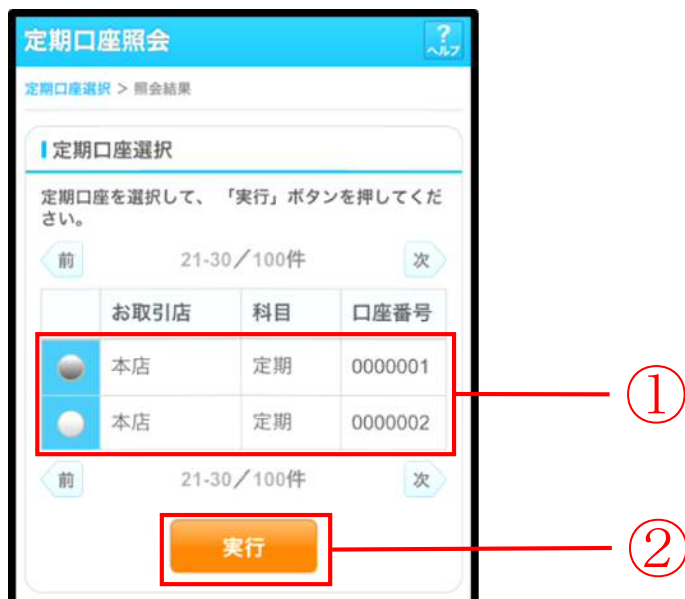 定期口座照会
?
ヘルプ
定期口座選択 > 照会結果
定期口座選択
定期口座を選択して、「実行」ボタンを押してくだ
さい。
前 21-30／100件 次
お取引店 科目 口座番号
本店 定期 0000001
本店 定期 0000002
①
前 21-30／100件 次
実行
②